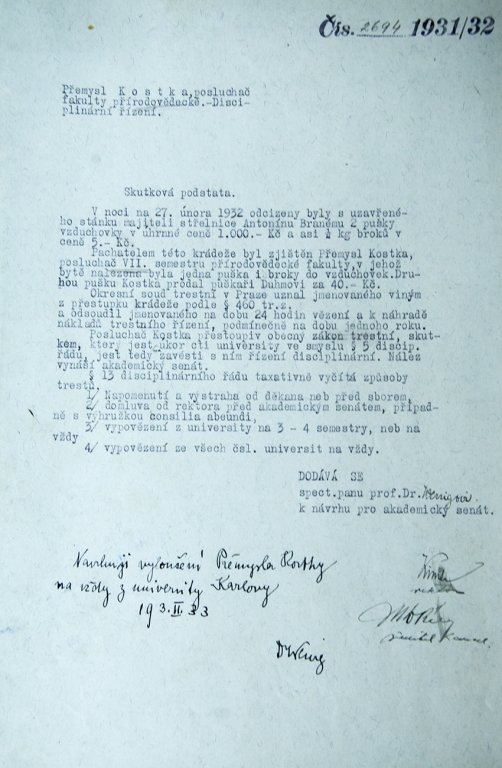 Čís. 2694 1931/32
Přemysl K o s t k a, posluchač
fakulty přírodovědecké.-Disci-
plinární řízení.
Skutková podstata.
V noci na 27. února 1932 odcizeny byly s uzavřené-
ho stánku majiteli střelnice Antonínu Branému 2 pušky
vzduchovky v úhrnné ceně 1.000.- Kč a asi ½ kg broků v
ceně 5.- Kč.
Pachatelem této krádeže byl zjištěn Přemysl Kostka,
posluchač VII. semestru přírodovědecké fakulty, v jehož
bytě nalezena byla jedna puška i broky do vzduchovek. Dru-
hou pušku Kostka prodal puškaři Duhmovi za 40.- Kč.
Okresní soud trestní v Praze uznal jmenovaného viným
z přestupku krádeže podle § 460 tr.z.
a odsoudil jmenovaného na dobu 24 hodin vězení a k náhradě
nákladů trestního řízení, podmínečně na dobu jednoho roku.
Posluchač Kostka přestoupiv obecný zákon trestní, skut-
kem, který jest úkor cti university ve smyslu § 5 discip.
řádu, jest tedy zavésti s ním řízení disciplinární. Nález
vynáší akademický senát.
§ 13 disciplinárního řádu taxativně vyčítá způsoby
trestů.
1/ Napomenutí a výstraha od děkana neb před sborem,
2/ domluva od rektora před akademickým senátem, případ-
ně s výhružkou consilia abeundi,
3/ vypovězení z university na 3 - 4 semestry, neb na
vždy
4/ vypovězení ze všech čsl. universit na vždy.
DODÁVÁ SE
spect.panu prof.Dr. Wenigovi
k návrhu pro akademický senát.
Navrhuji vyloučení Přemysla Kostky
na vždy z university Karlovy
19 3.II.33
Dr Wenig